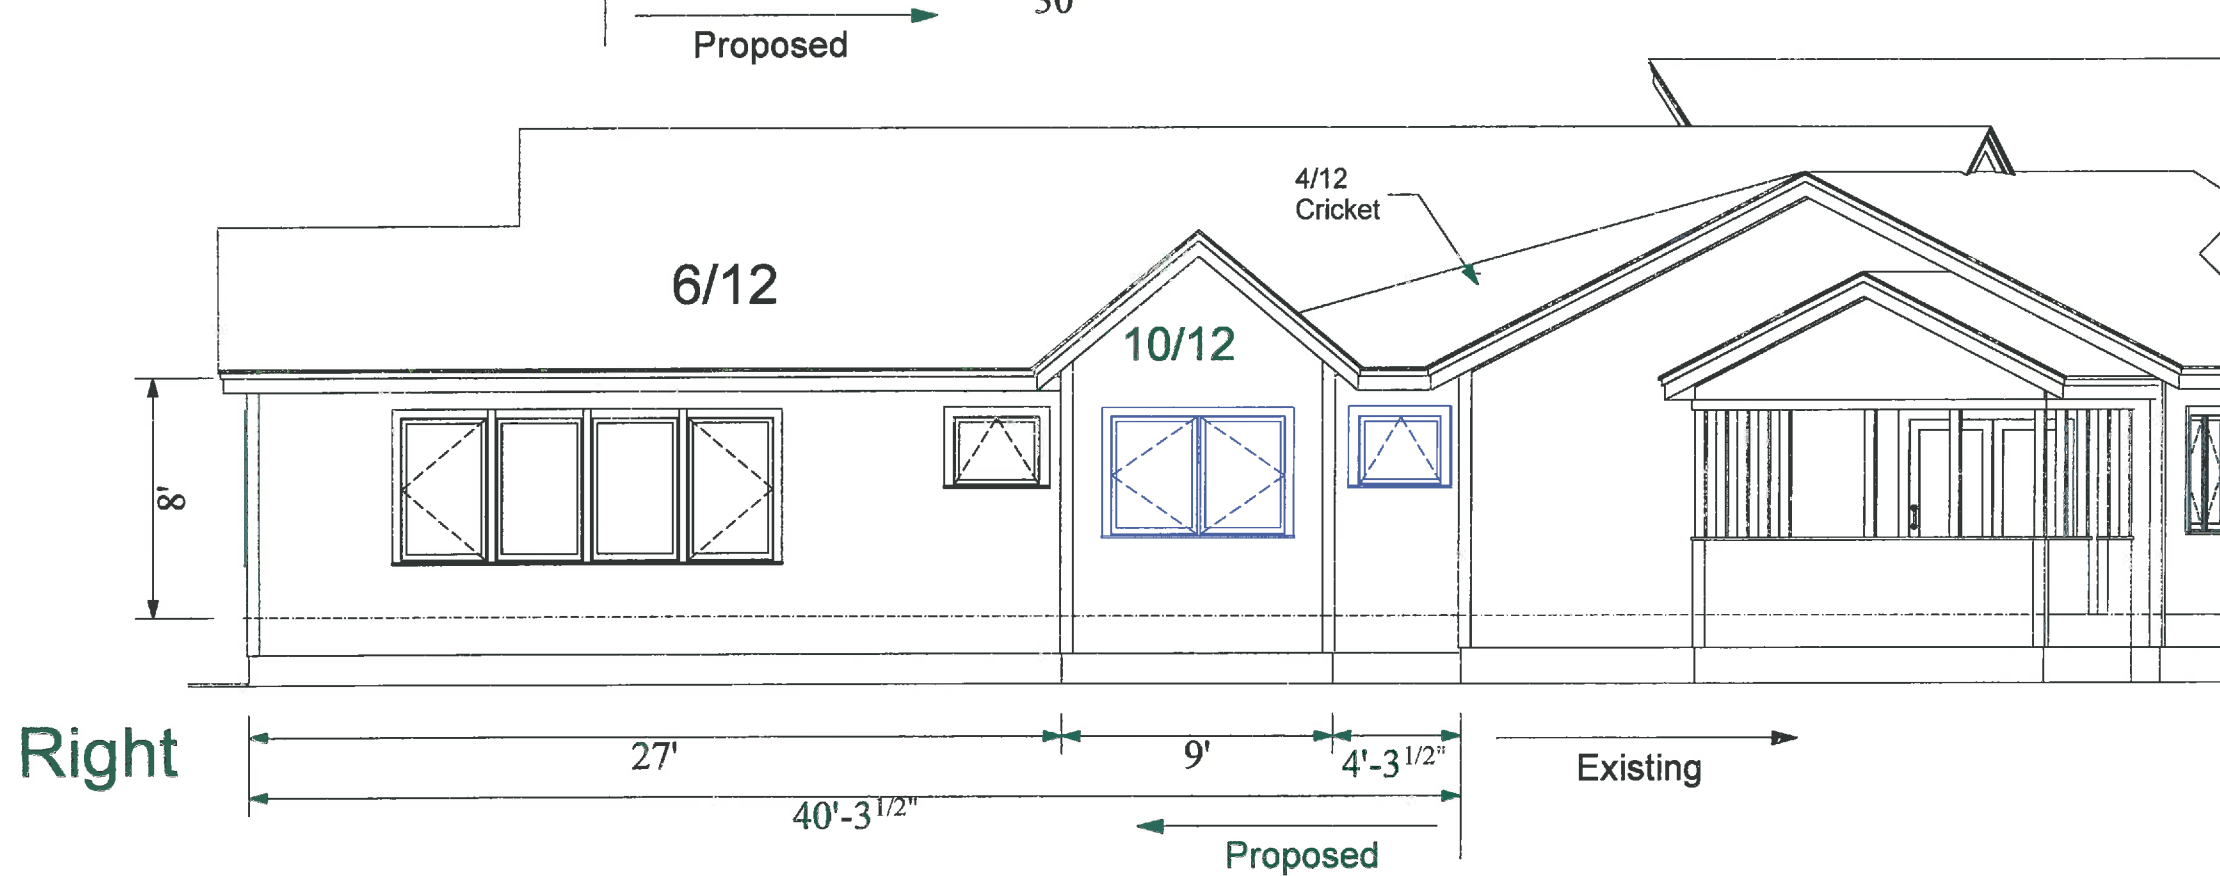 Proposed
4/12
Cricket
6/12
10/12
8'
Right
27'
9'
4'-3 1/2"
Existing
40'-3 1/2"
Proposed